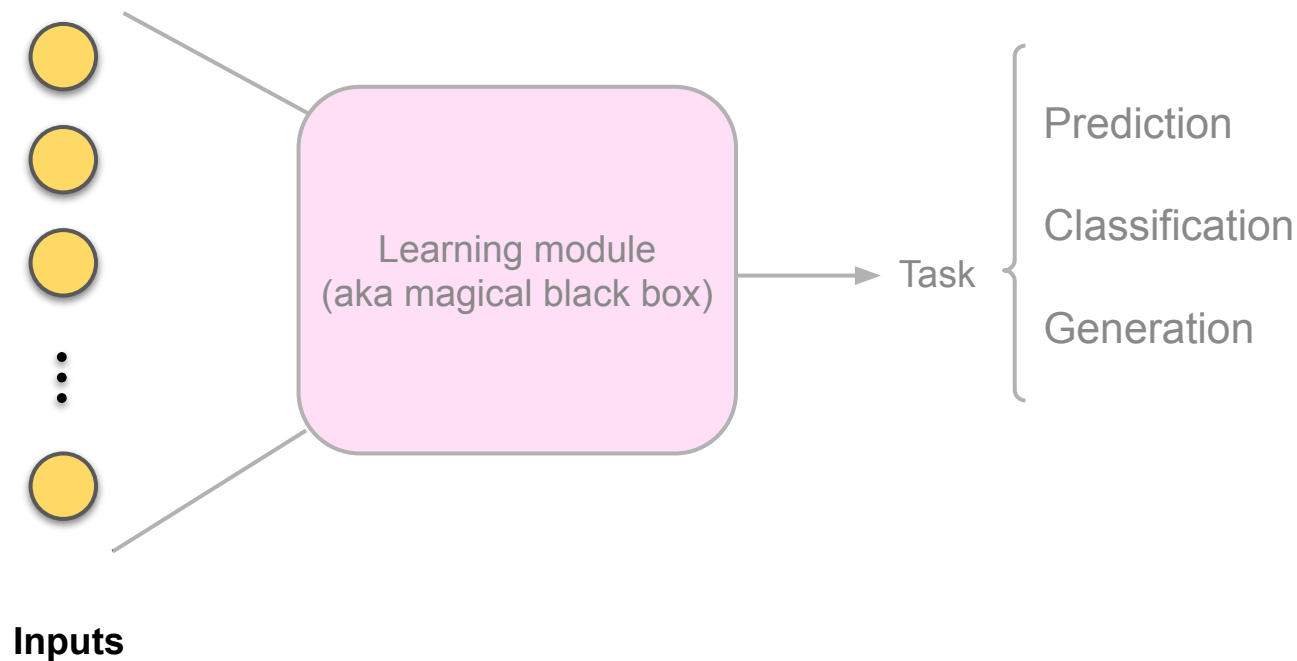 Learning module
(aka magical black box)
Task
Prediction
Classification
Generation
Inputs